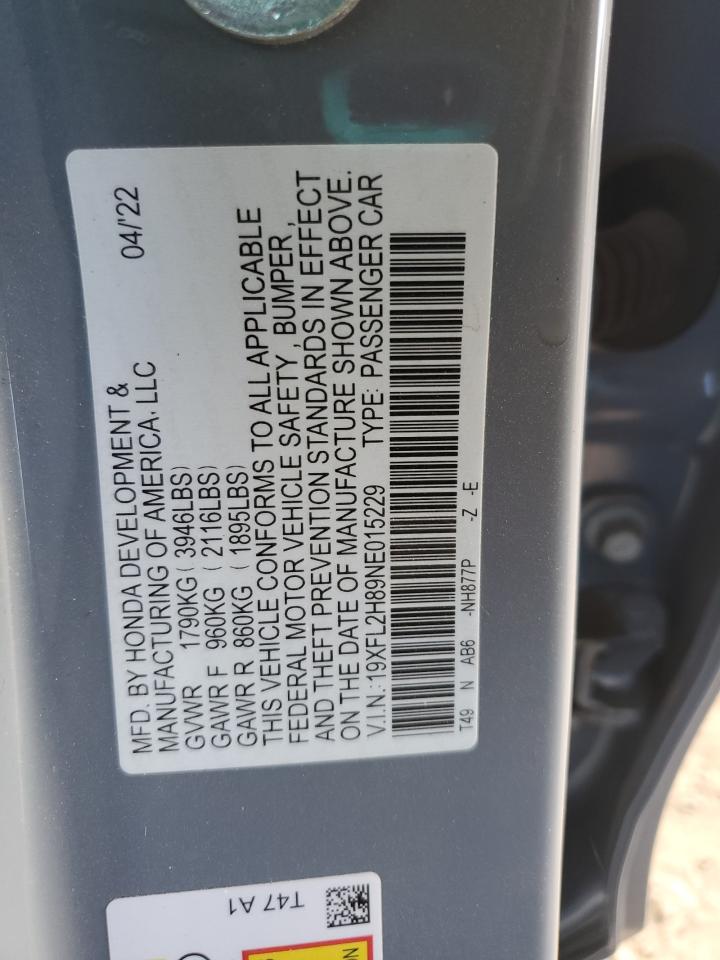 MFD. BY HONDA DEVELOPMENT & 04/'22
MANUFACTURING OF AMERICA, LLC
GVWR 1790KG ( 3946LBS)
GAWR F 960KG ( 2116LBS)
GAWR R 860KG ( 1895LBS)
THIS VEHICLE CONFORMS TO ALL APPLICABLE
FEDERAL MOTOR VEHICLE SAFETY, BUMPER,
AND THEFT PREVENTION STANDARDS IN EFFECT
ON THE DATE OF MANUFACTURE SHOWN ABOVE.
V.I.N.: 19XFL2H89NE015229 TYPE: PASSENGER CAR
T49 N AB6 -NH877P -Z -E
T47 A1